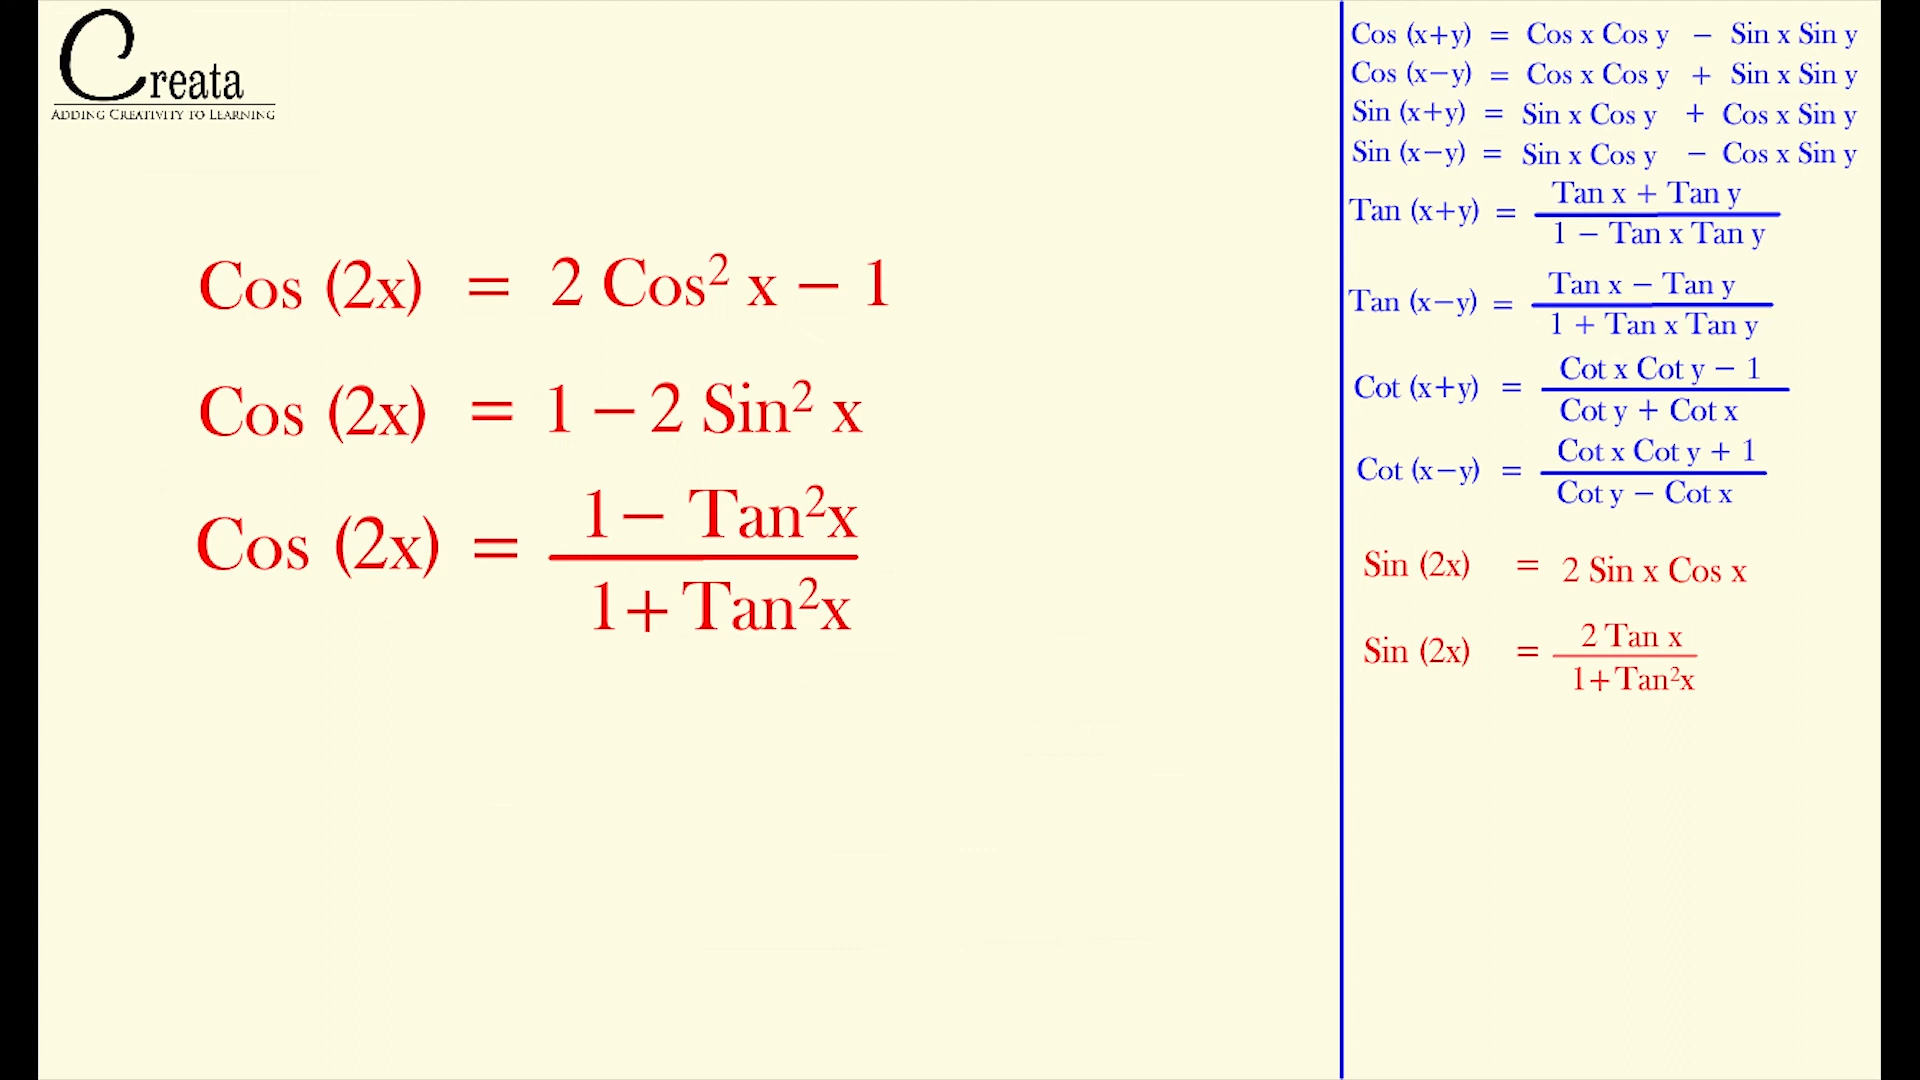 Creata
Adding Creativity to Learning
Cos (2x) = 2 Cos² x − 1
Cos (2x) = 1 − 2 Sin² x
Cos (2x) = 1 − Tan²x / 1 + Tan²x
Cos (x+y) = Cos x Cos y − Sin x Sin y
Cos (x−y) = Cos x Cos y + Sin x Sin y
Sin (x+y) = Sin x Cos y + Cos x Sin y
Sin (x−y) = Sin x Cos y − Cos x Sin y
Tan (x+y) = Tan x + Tan y / 1 − Tan x Tan y
Tan (x−y) = Tan x − Tan y / 1 + Tan x Tan y
Cot (x+y) = Cot x Cot y − 1 / Cot y + Cot x
Cot (x−y) = Cot x Cot y + 1 / Cot y − Cot x
Sin (2x) = 2 Sin x Cos x
Sin (2x) = 2 Tan x / 1+Tan²x